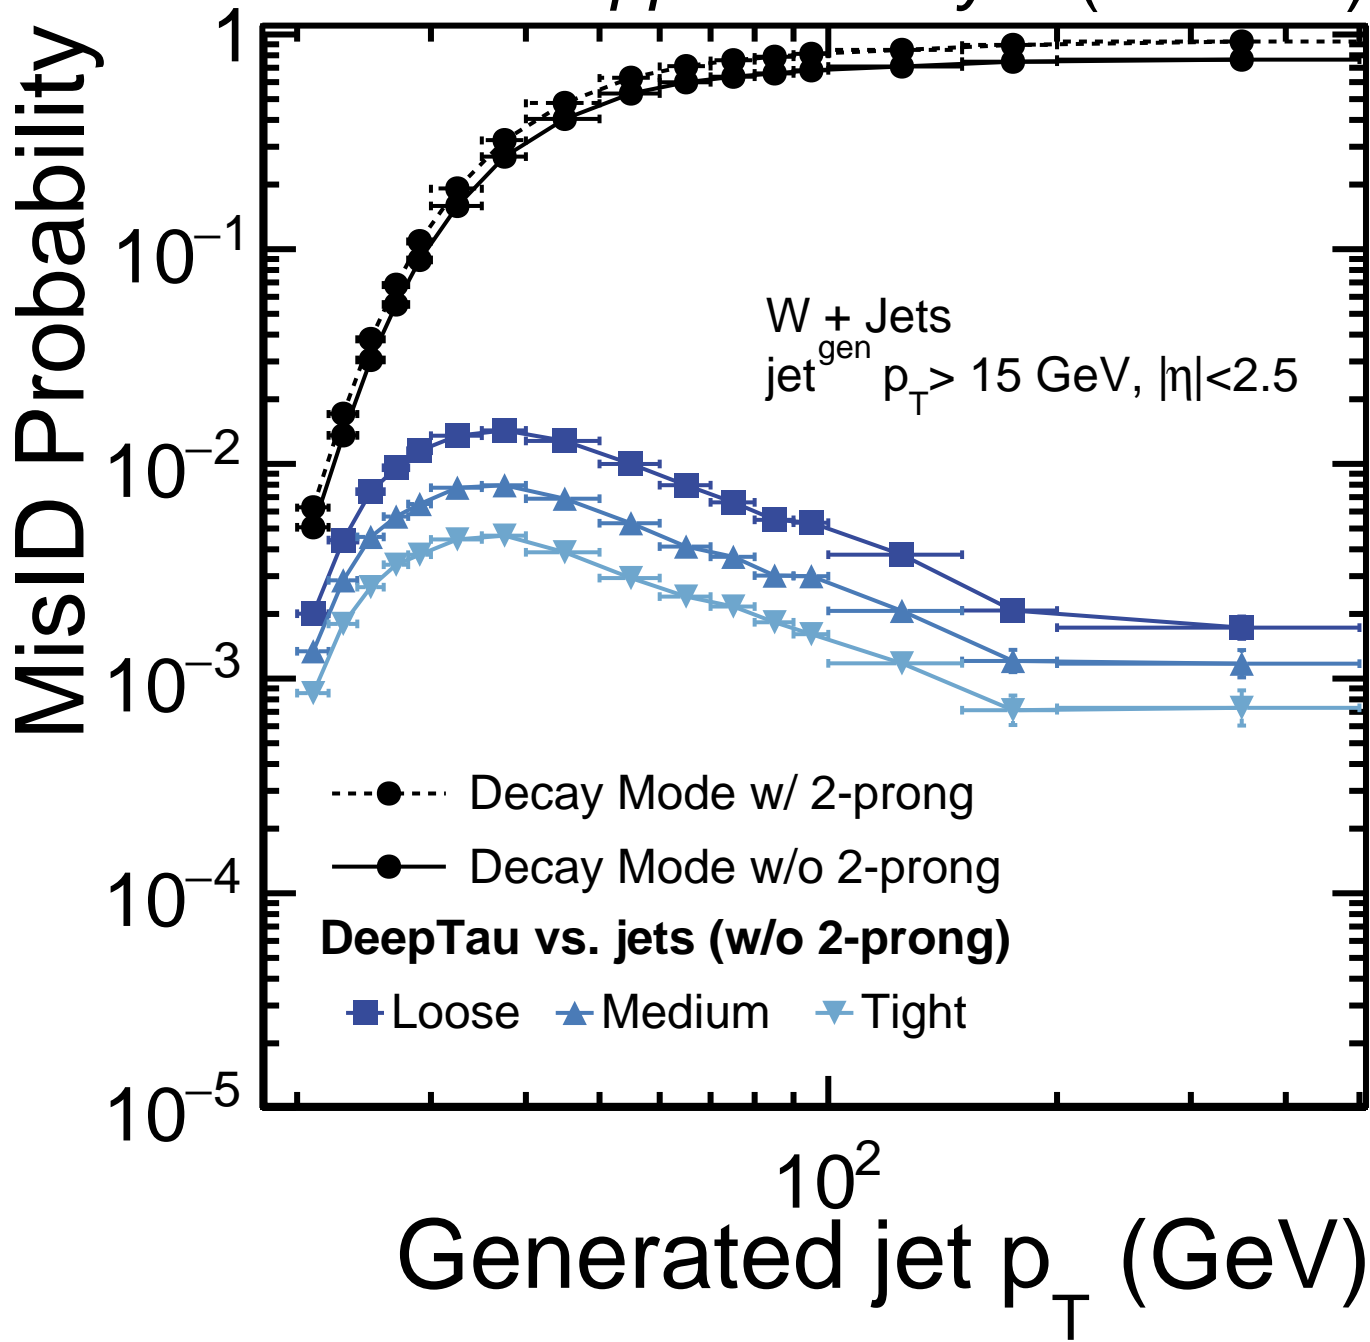 1
MisID Probability
10⁻¹
W + Jets
jet^gen p_T > 15 GeV, |η|<2.5
10⁻²
10⁻³
Decay Mode w/ 2-prong
Decay Mode w/o 2-prong
10⁻⁴
DeepTau vs. jets (w/o 2-prong)
Loose Medium Tight
10⁻⁵
10²
Generated jet p_T (GeV)